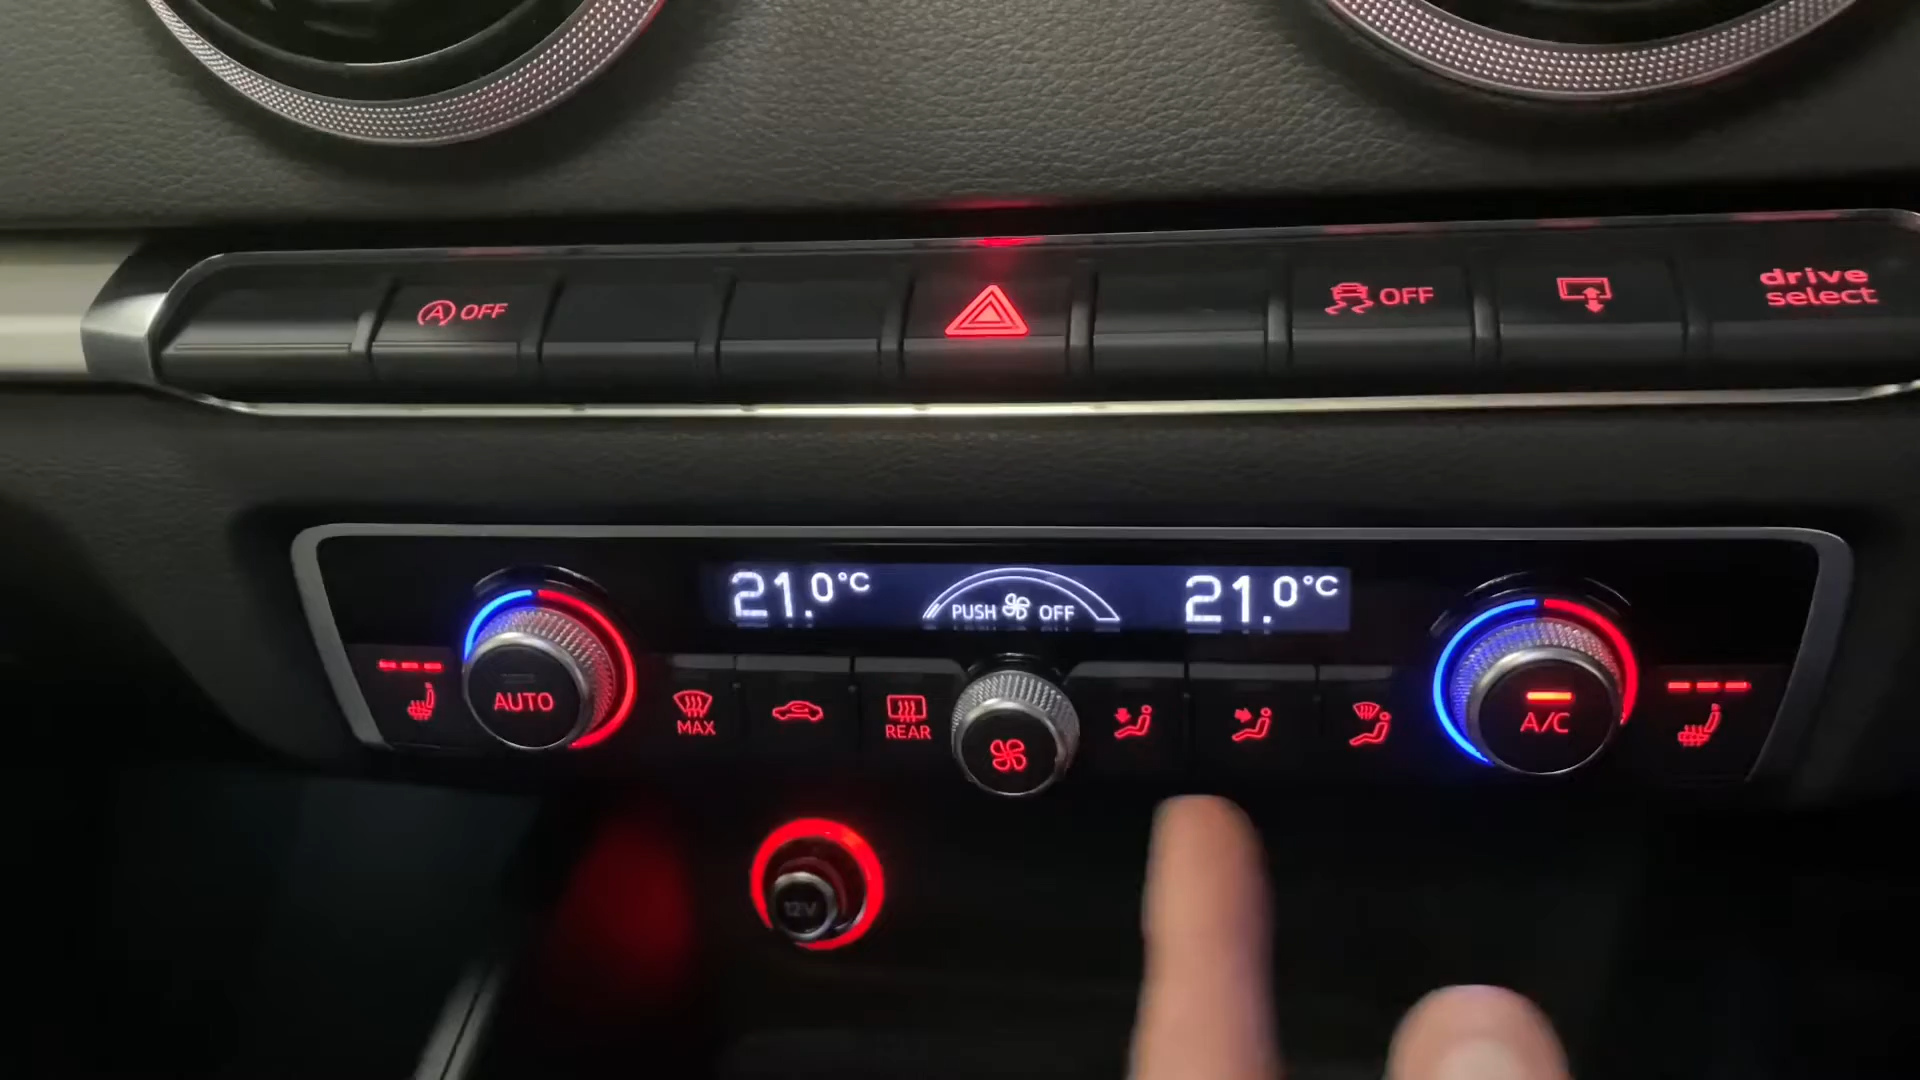 A OFF
OFF
drive
select
21.0°C
PUSH OFF
21.0°C
AUTO
MAX
REAR
A/C
12V